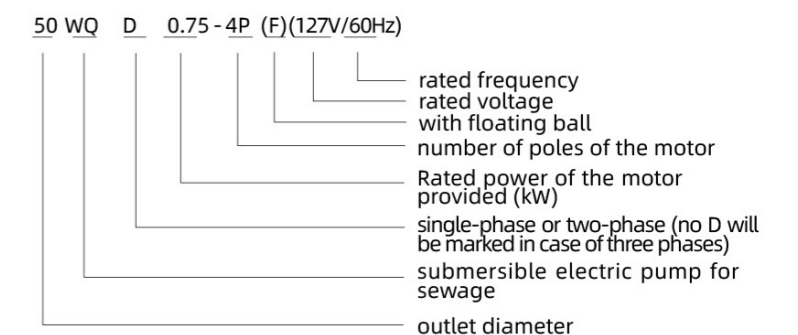 50 WQ D 0.75-4P (F)(127V/60Hz)
rated frequency
rated voltage
with floating ball
number of poles of the motor
Rated power of the motor
provided (kW)
single-phase or two-phase (no D will
be marked in case of three phases)
submersible electric pump for
sewage
outlet diameter